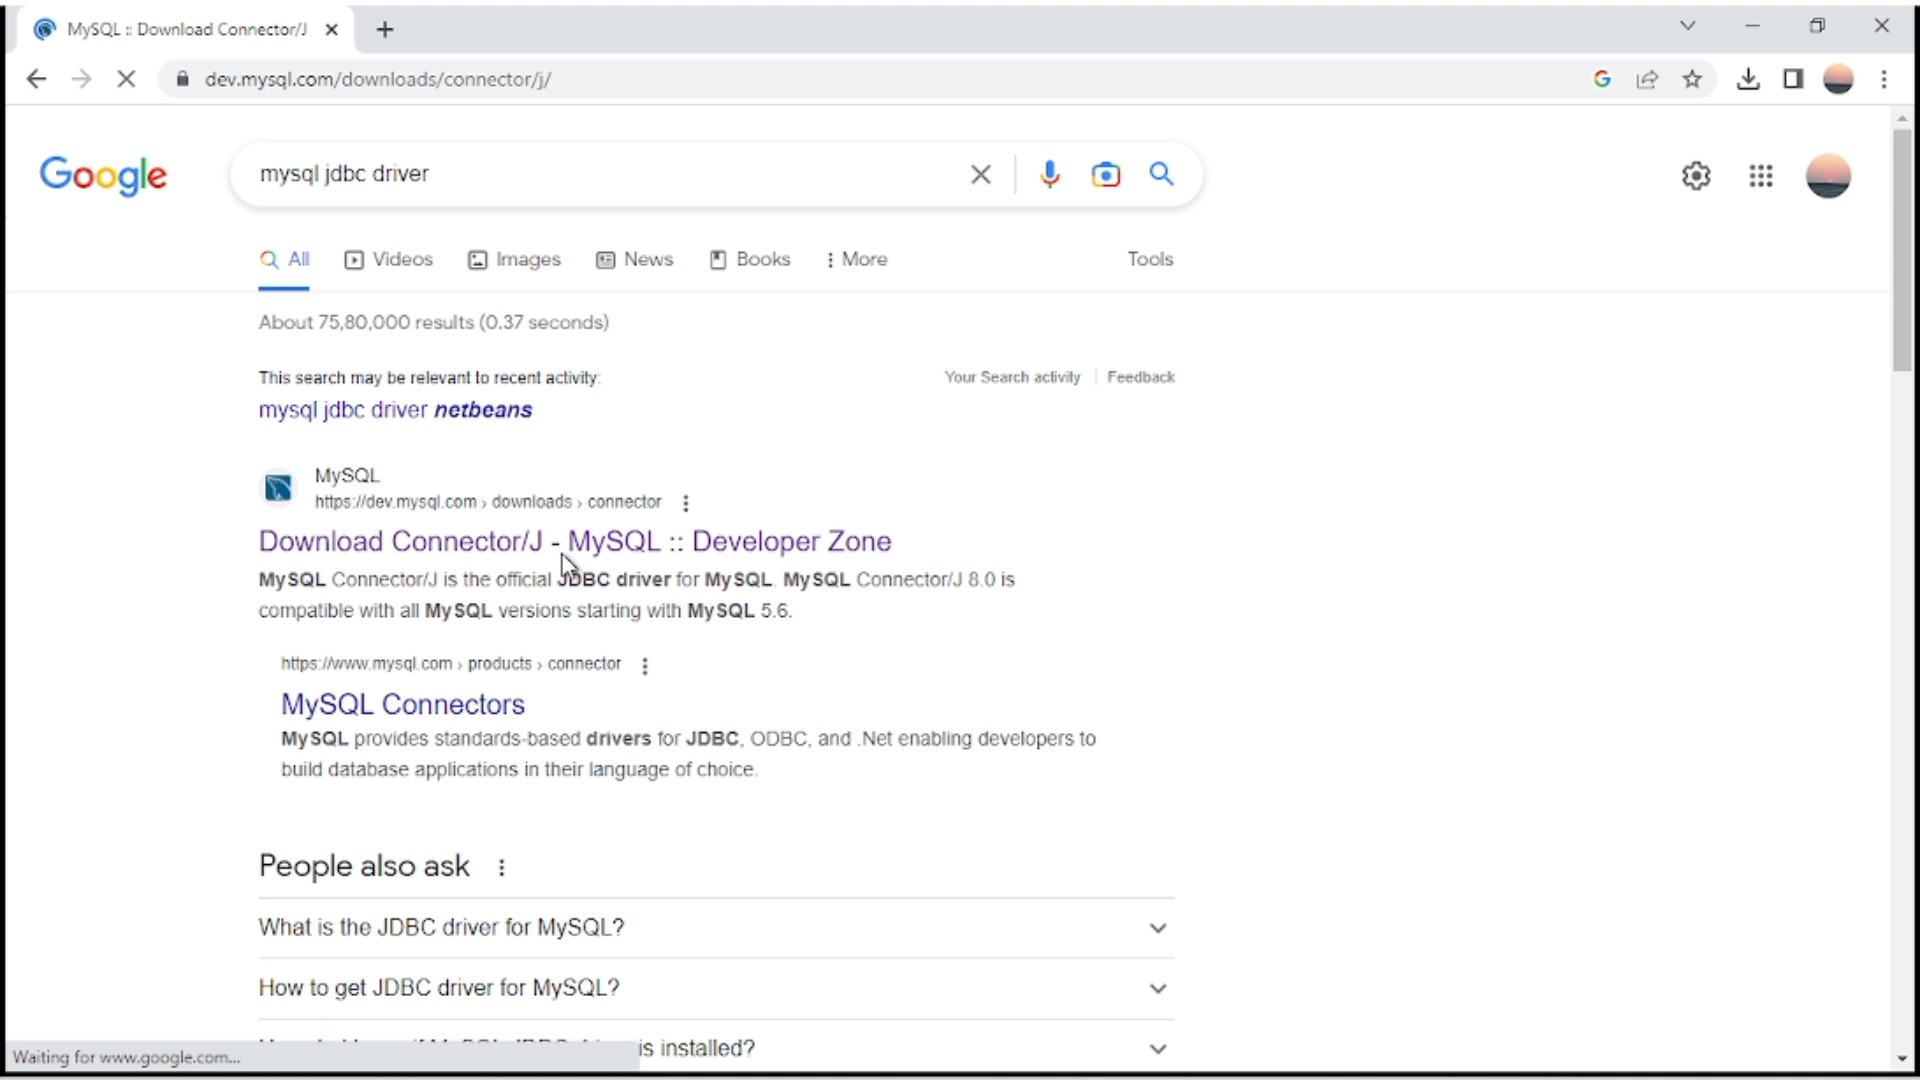 MySQL :: Download Connector/J
dev.mysql.com/downloads/connector/j/
Google
mysql jdbc driver
All
Videos
Images
News
Books
More
Tools
About 75,80,000 results (0.37 seconds)
This search may be relevant to recent activity:
Your Search activity
Feedback
mysql jdbc driver netbeans
MySQL
https://dev.mysql.com › downloads › connector
Download Connector/J - MySQL :: Developer Zone
MySQL Connector/J is the official JDBC driver for MySQL. MySQL Connector/J 8.0 is
compatible with all MySQL versions starting with MySQL 5.6.
https://www.mysql.com › products › connector
MySQL Connectors
MySQL provides standards-based drivers for JDBC, ODBC, and .Net enabling developers to
build database applications in their language of choice.
People also ask
What is the JDBC driver for MySQL?
How to get JDBC driver for MySQL?
is installed?
Waiting for www.google.com...